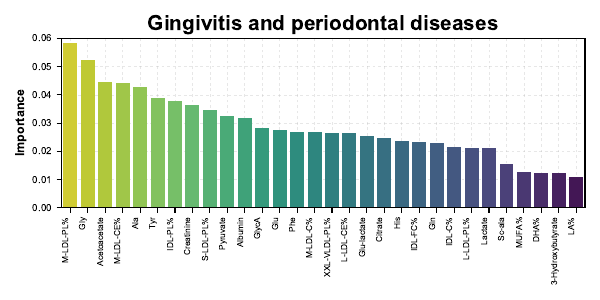 Gingivitis and periodontal diseases
Importance
0.06
0.05
0.04
0.03
0.02
0.01
0.00
M-LDL-PL%
Gly
Acetoacetate
M-LDL-CE%
Ala
Tyr
IDL-PL%
Creatinine
S-LDL-PL%
Pyruvate
Albumin
GlycA
Glu
Phe
M-LDL-C%
XXL-VLDL-PL%
L-LDL-CE%
Glu-lactate
Citrate
His
IDL-FC%
Gln
IDL-C%
L-LDL-PL%
Lactate
Sc-ala
MUFA%
DHA%
3-Hydroxybutyrate
LA%